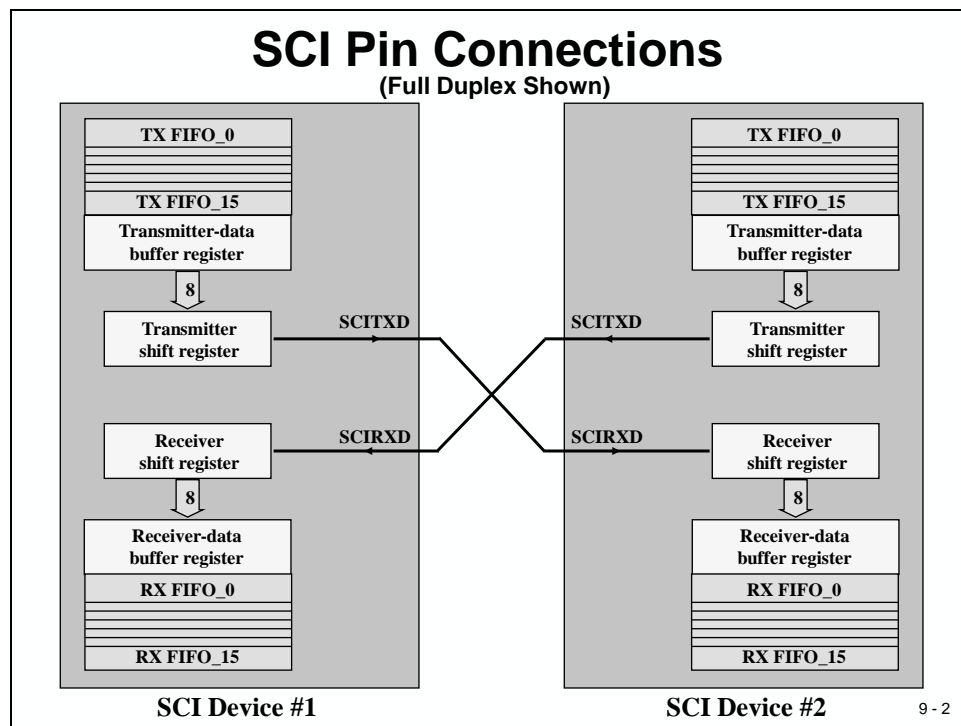 SCI Pin Connections
(Full Duplex Shown)
TX FIFO_0
TX FIFO_15
Transmitter-data
buffer register
8
Transmitter
shift register
SCITXD
Receiver
shift register
SCIRXD
8
Receiver-data
buffer register
RX FIFO_0
RX FIFO_15
SCI Device #1
TX FIFO_0
TX FIFO_15
Transmitter-data
buffer register
8
SCITXD
Transmitter
shift register
SCIRXD
Receiver
shift register
8
Receiver-data
buffer register
RX FIFO_0
RX FIFO_15
SCI Device #2
9 - 2